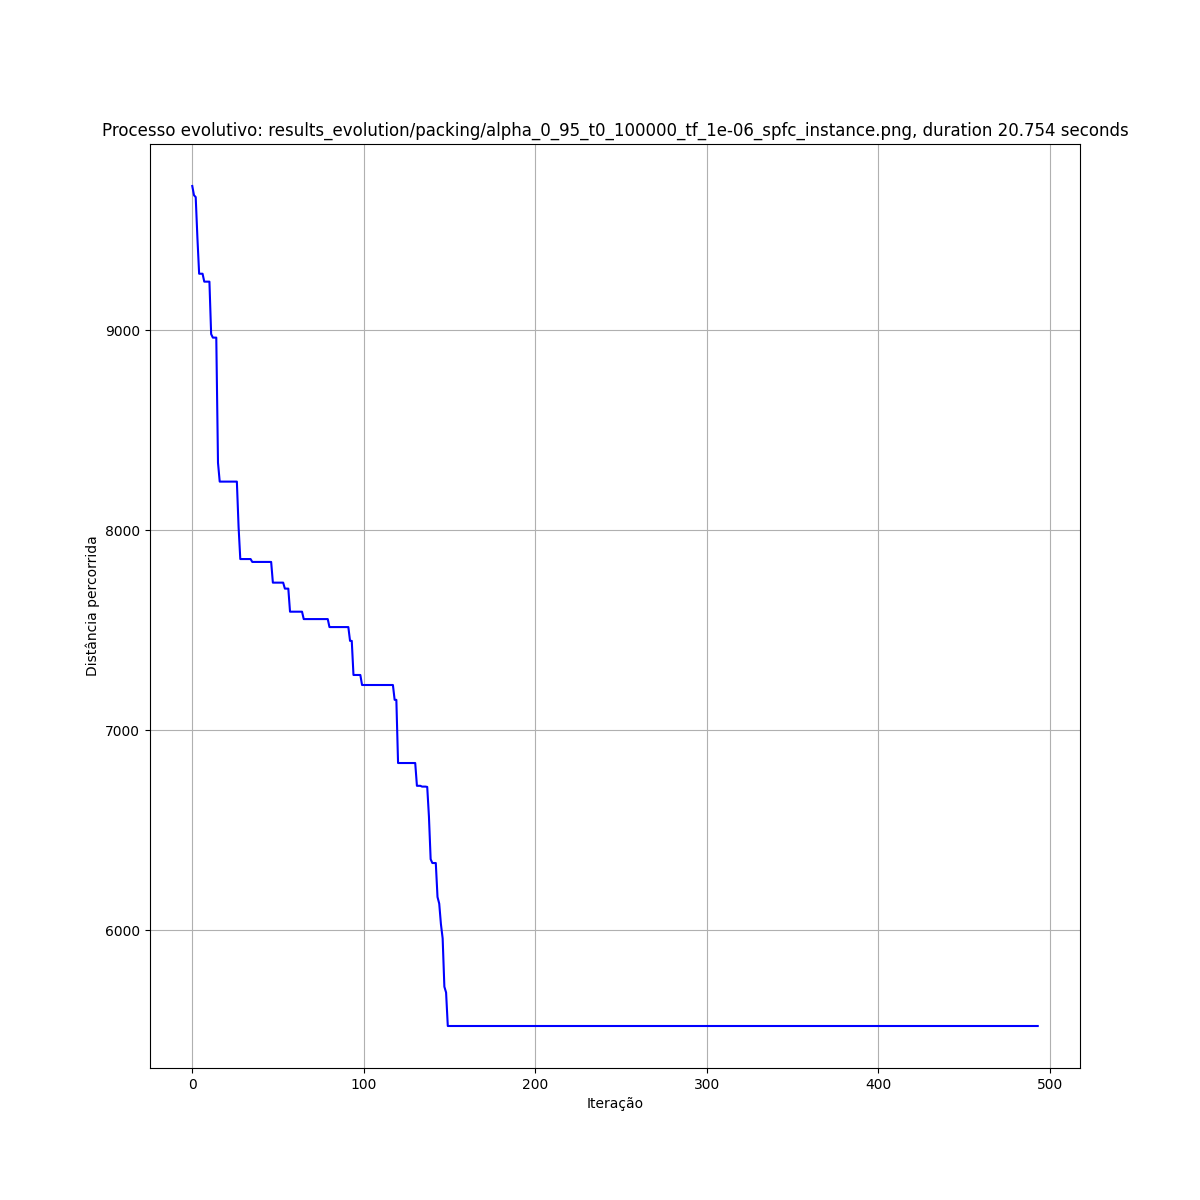 Processo evolutivo: results_evolution/packing/alpha_0_95_t0_100000_tf_1e-06_spfc_instance.png, duration 20.754 seconds
9000
8000
7000
6000
Distância percorrida
0 100 200 300 400 500
Iteração